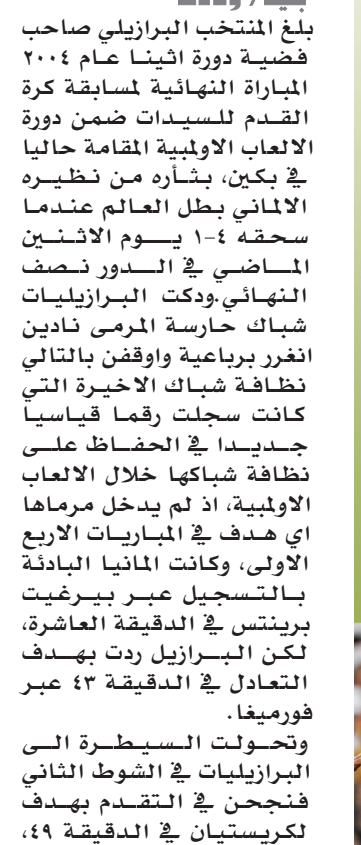 بلغ المنتخب البرازيلي صاحب
فضية دورة اثينا عام ٢٠٠٤
المباراة النهائية لمسابقة كرة
القدم للسيدات ضمن دورة
الالعاب الاولمبية المقامة حاليا
في بكين، بثأره من نظيره
الالماني بطل العالم عندما
سحقه ٤-١ يوم الاثنين
الماضي في الدور نصف
النهائي.ودكت البرازيليات
شباك حارسة المرمى نادين
انغرر برباعية واوقفن بالتالي
نظافة شباك الاخيرة التي
كانت سجلت رقما قياسيا
جديدا في الحفاظ على
نظافة شباكها خلال الالعاب
الاولمبية، اذ لم يدخل مرماها
اي هدف في المباريات الاربع
الاولى، وكانت المانيا البادئة
بالتسجيل عبر بيرغيت
برينتس في الدقيقة العاشرة،
لكن البرازيل ردت بهدف
التعادل في الدقيقة ٤٣ عبر
فورميغا.
وتحولت السيطرة الى
البرازيليات في الشوط الثاني
فنجحن في التقدم بهدف
لكريستيان في الدقيقة ٤٩،